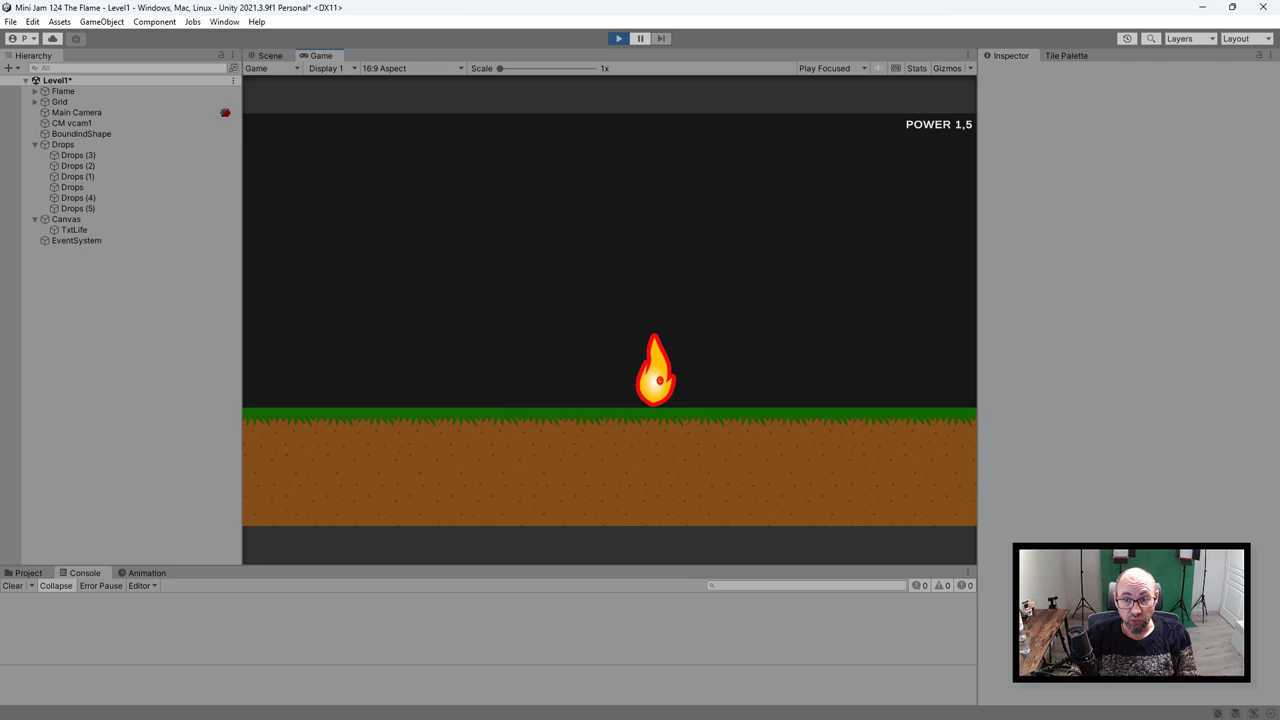 Mini Jam 124 The Flame - Level1 - Windows, Mac, Linux - Unity 2021.3.9f1 Personal* <DX11>
File Edit Assets GameObject Component Jobs Window Help
P Layers Layout
Hierarchy Scene Game Inspector Tile Palette
All Game Display 1 16:9 Aspect Scale 1x Play Focused Stats Gizmos
Level1*
Flame
Grid
Main Camera
CM vcam1
BoundindShape
Drops
Drops (3)
Drops (2)
Drops (1)
Drops
Drops (4)
Drops (5)
Canvas
TxtLife
EventSystem
POWER 1,5
Project Console Animation
Clear Collapse Error Pause Editor 0 0 0